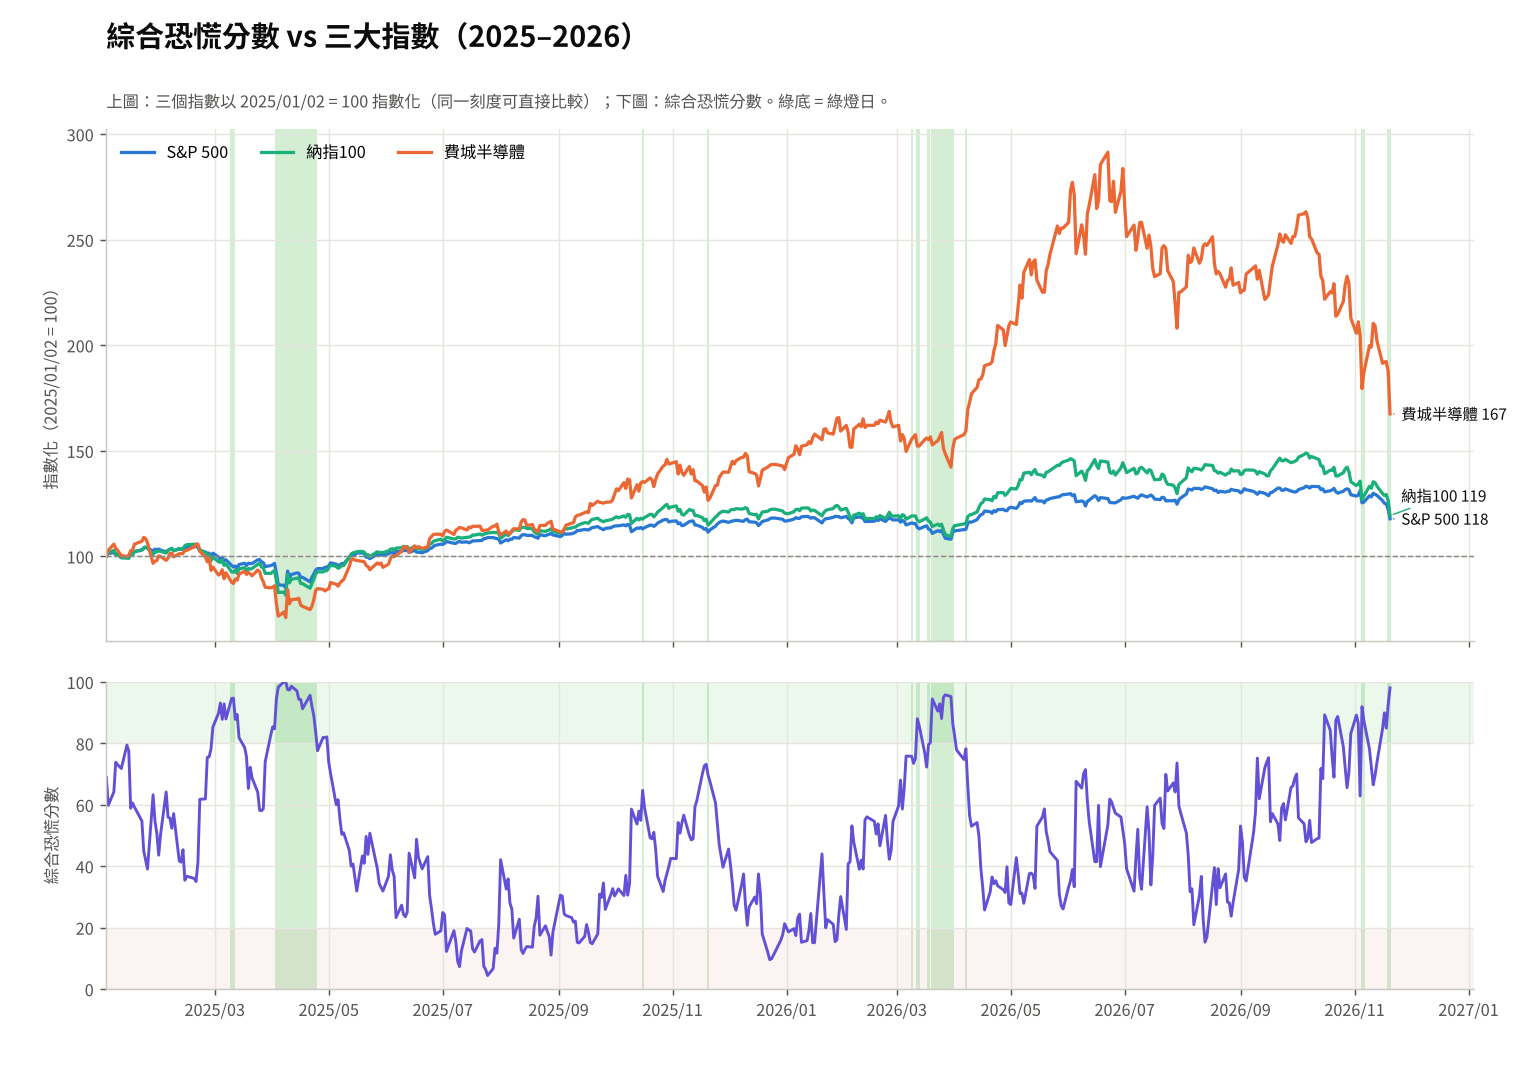 綜合恐慌分數 vs 三大指數（2025–2026）
上圖：三個指數以 2025/01/02 = 100 指數化（同一刻度可直接比較）；下圖：綜合恐慌分數。綠底 = 綠燈日。
S&P 500
納指100
費城半導體
指數化（2025/01/02 = 100）
300
250
200
150
100
費城半導體 167
納指100 119
S&P 500 118
綜合恐慌分數
100
80
60
40
20
0
2025/03
2025/05
2025/07
2025/09
2025/11
2026/01
2026/03
2026/05
2026/07
2026/09
2026/11
2027/01